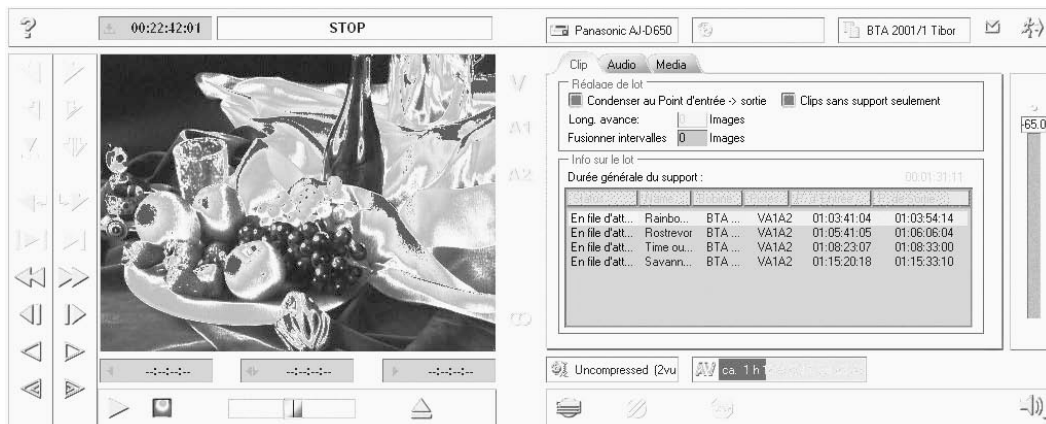 00:22:42:01
STOP
Panasonic AJ-D650
BTA 2001/1 Tibor
Clip Audio Media
Réglage de lot
Condenser au Point d'entrée -> sortie
Clips sans support seulement
Long. avance: 0 Images
Fusionner intervalles 0 Images
V
A1
A2
-65.0
Info sur le lot
Durée générale du support : 00:01:31:11
En file d'att... Rainbo... BTA ... VA1A2 01:03:41:04 01:03:54:14
En file d'att... Rostrevor BTA ... VA1A2 01:05:41:05 01:06:06:04
En file d'att... Time ou... BTA ... VA1A2 01:08:23:07 01:08:33:00
En file d'att... Savann... BTA ... VA1A2 01:15:20:18 01:15:33:10
--:--:--:-- --:--:--:-- --:--:--:--
Uncompressed (2vu
AV ca. 1 h